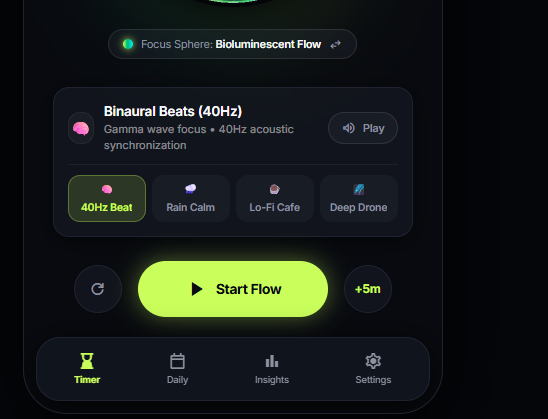 Focus Sphere: Bioluminescent Flow
Binaural Beats (40Hz)
Gamma wave focus • 40Hz acoustic
synchronization
Play
40Hz Beat
Rain Calm
Lo-Fi Cafe
Deep Drone
Start Flow
+5m
Timer
Daily
Insights
Settings